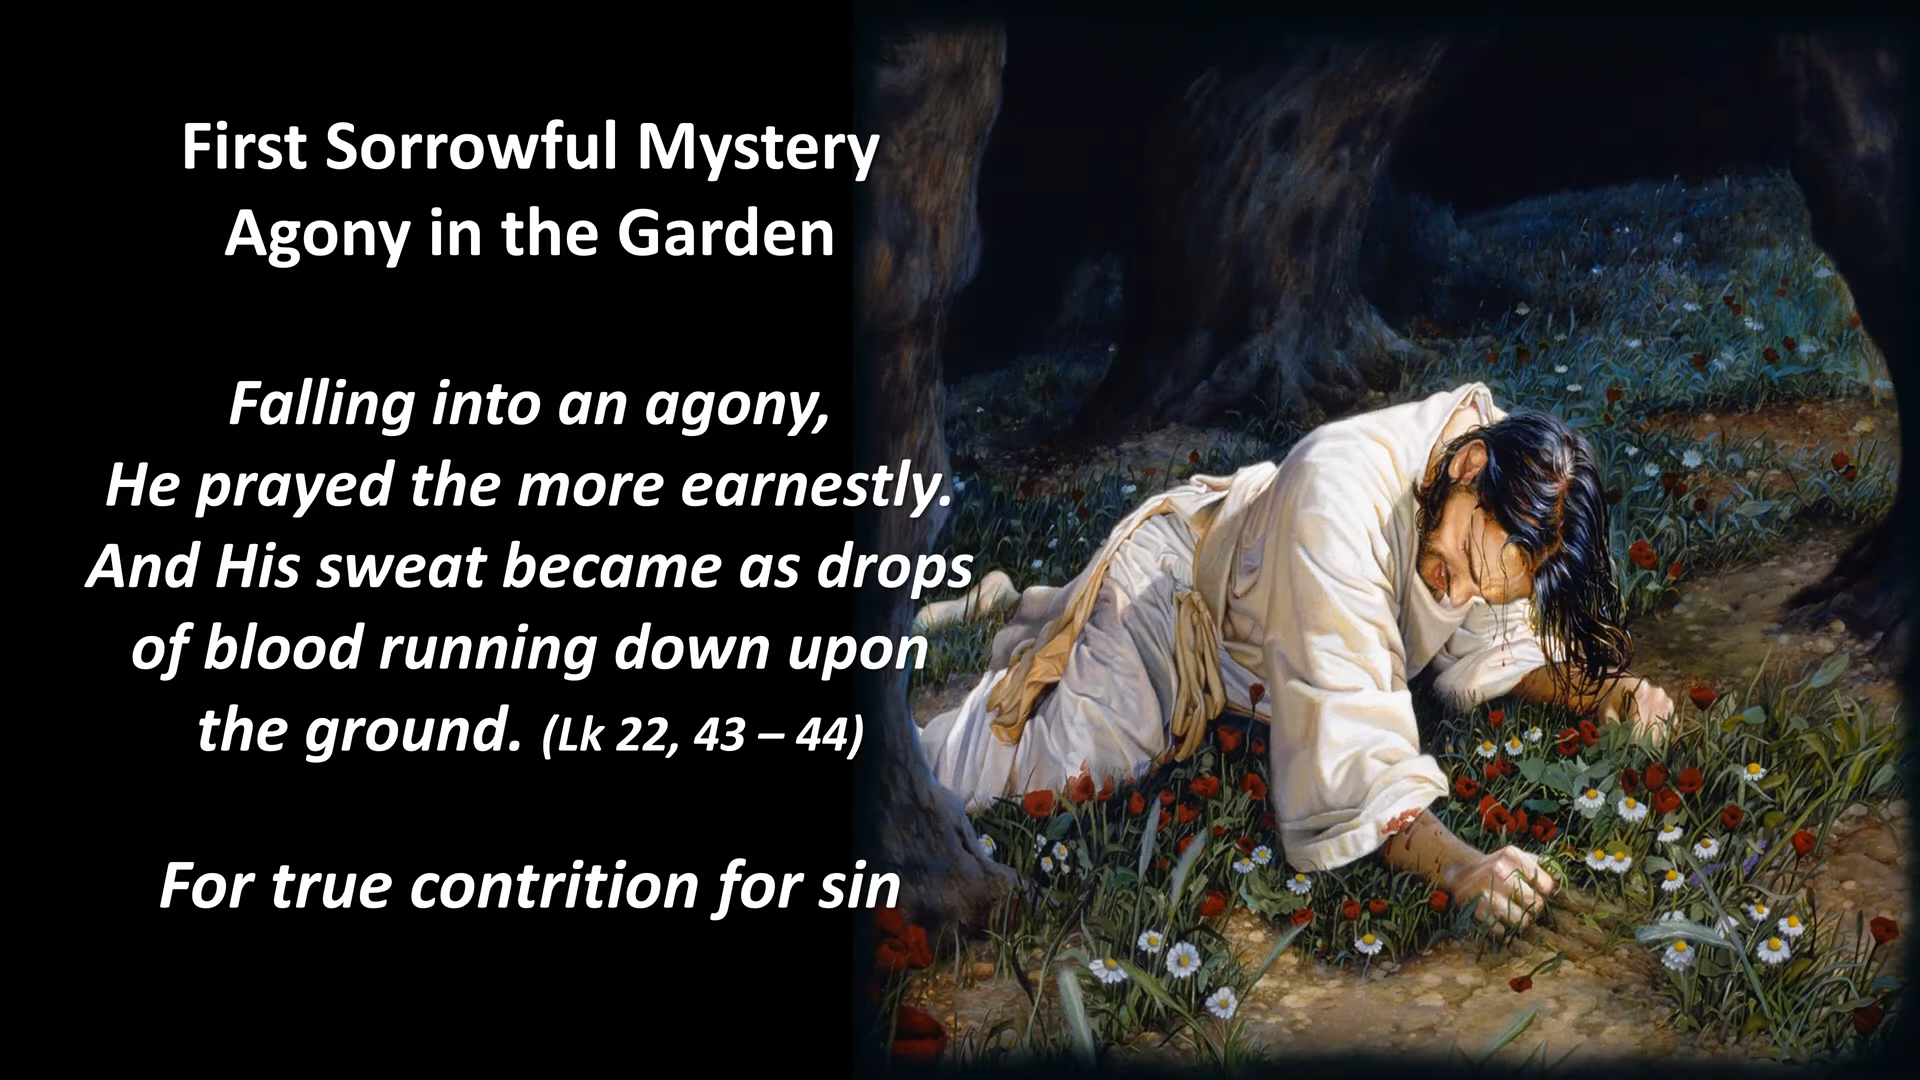 First Sorrowful Mystery
Agony in the Garden
Falling into an agony,
He prayed the more earnestly.
And His sweat became as drops
of blood running down upon
the ground. (Lk 22, 43 – 44)
For true contrition for sin